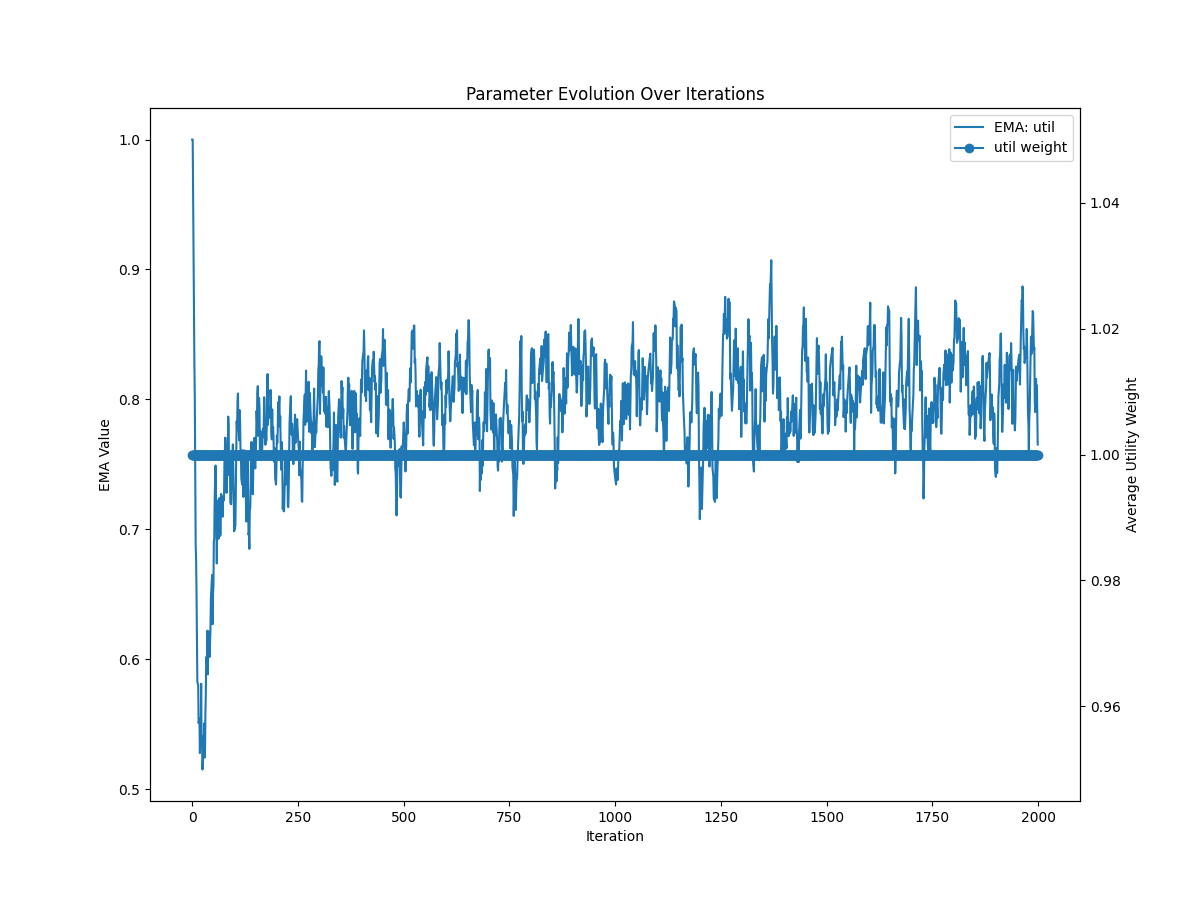 Parameter Evolution Over Iterations
EMA: util
util weight
1.0
0.9
0.8
0.7
0.6
0.5
EMA Value
1.04
1.02
1.00
0.98
0.96
Average Utility Weight
0 250 500 750 1000 1250 1500 1750 2000
Iteration